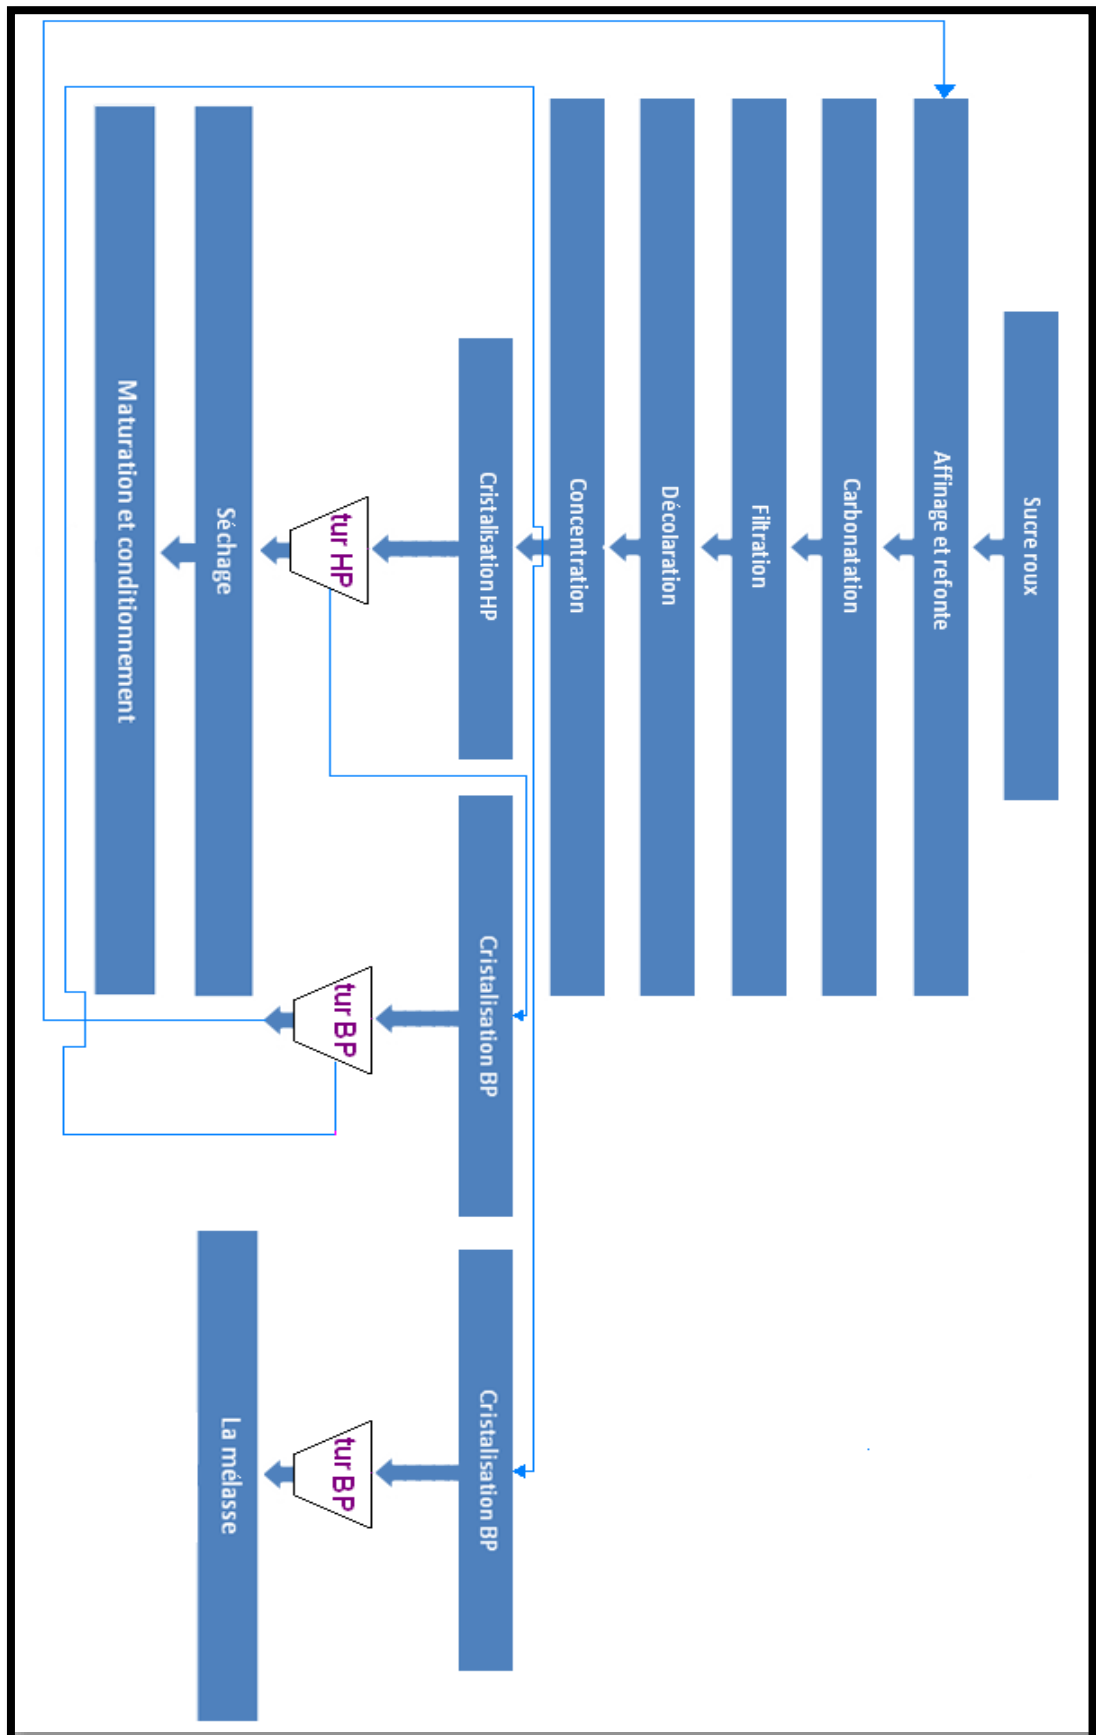 Sucre roux
Affinage et refonte
Carbonatation
Filtration
Décolaration
Concentration
Cristalisation HP
Cristalisation BP
Cristalisation BP
tur HP
tur BP
tur BP
Séchage
La mélasse
Maturation et conditionnement